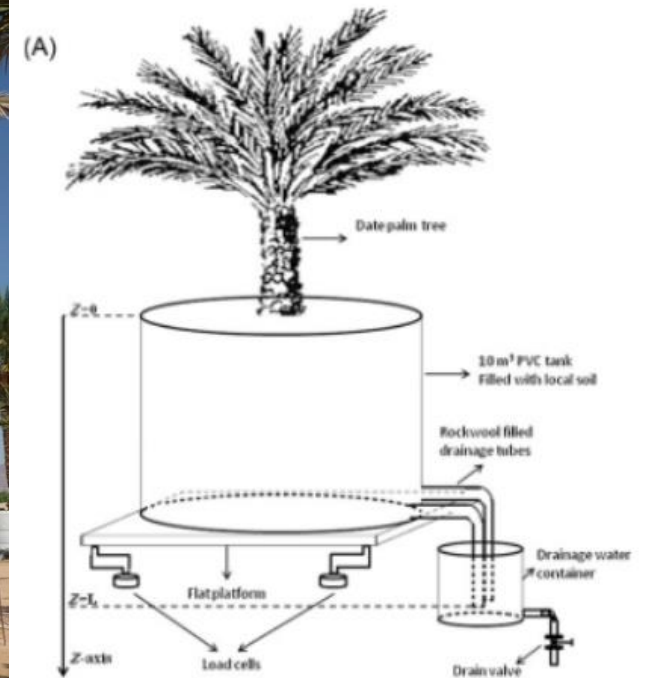 (A)
Date palm tree
Z=0
10 m³ PVC tank
Filled with local soil
Rockwool filled
drainage tubes
Drainage water
container
Flat platform
Z=L
Load cells
Z-axis
Drain valve